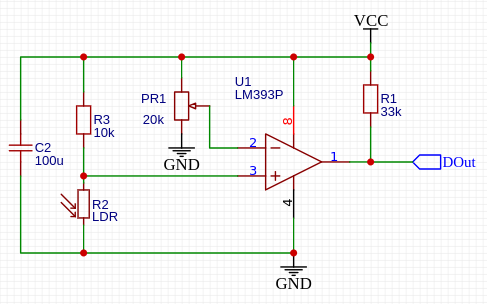 VCC
U1
LM393P
PR1
20k
R1
33k
8
R3
10k
2
1
DOut
C2
100u
GND
3
4
R2
LDR
GND